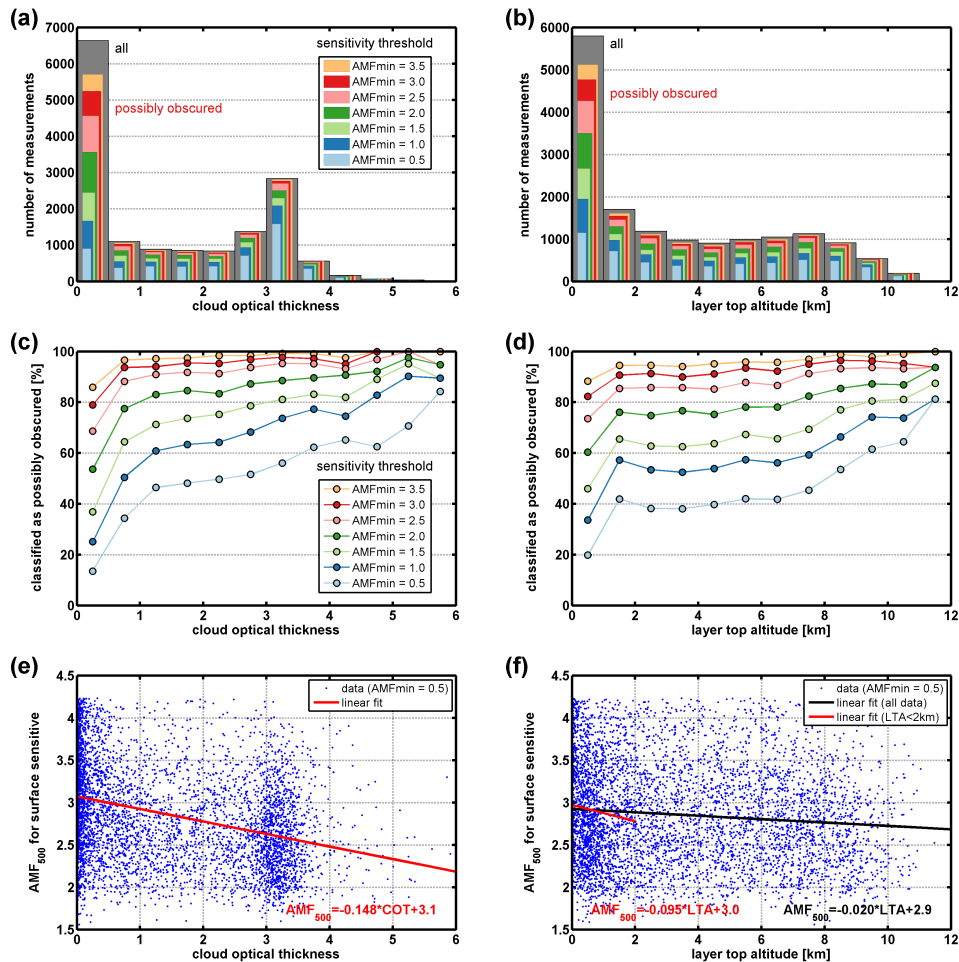 (a)
number of measurements
7000
6000
5000
4000
3000
2000
1000
0
all
possibly obscured
sensitivity threshold
AMFmin = 3.5
AMFmin = 3.0
AMFmin = 2.5
AMFmin = 2.0
AMFmin = 1.5
AMFmin = 1.0
AMFmin = 0.5
0 1 2 3 4 5 6
cloud optical thickness
(b)
number of measurements
6000
5000
4000
3000
2000
1000
0
all
possibly obscured
0 2 4 6 8 10 12
layer top altitude [km]
(c)
classified as possibly obscured [%]
100
80
60
40
20
0
sensitivity threshold
AMFmin = 3.5
AMFmin = 3.0
AMFmin = 2.5
AMFmin = 2.0
AMFmin = 1.5
AMFmin = 1.0
AMFmin = 0.5
0 1 2 3 4 5 6
cloud optical thickness
(d)
classified as possibly obscured [%]
100
80
60
40
20
0
0 2 4 6 8 10 12
layer top altitude [km]
(e)
AMF500 for surface sensitive
4.5
4
3.5
3
2.5
2
1.5
data (AMFmin = 0.5)
linear fit
AMF500=-0.148*COT+3.1
0 1 2 3 4 5 6
cloud optical thickness
(f)
AMF500 for surface sensitive
4.5
4
3.5
3
2.5
2
1.5
data (AMFmin = 0.5)
linear fit (all data)
linear fit (LTA<2km)
AMF500=-0.095*LTA+3.0
AMF500=-0.020*LTA+2.9
0 2 4 6 8 10 12
layer top altitude [km]